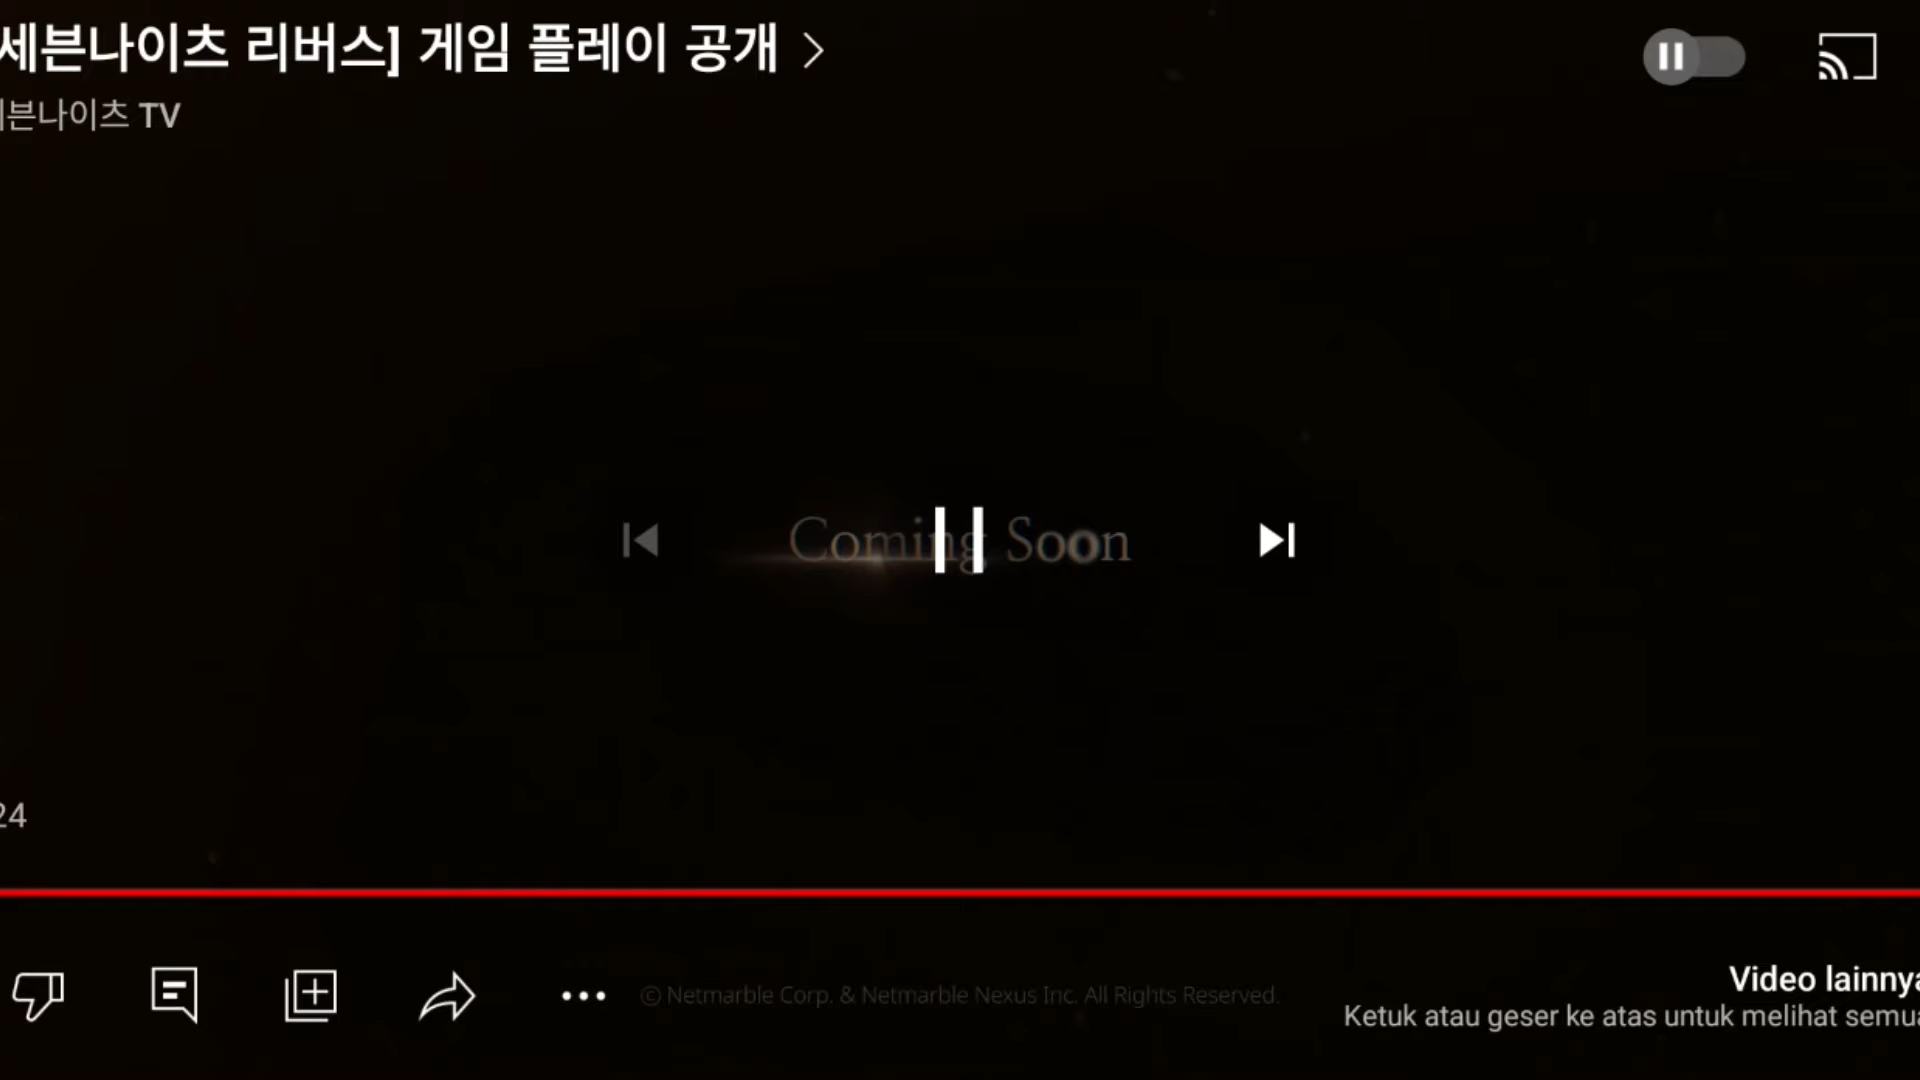 세븐나이츠 리버스] 게임 플레이 공개
븐나이츠 TV
Coming Soon
24
© Netmarble Corp. & Netmarble Nexus Inc. All Rights Reserved.
Video lainnya
Ketuk atau geser ke atas untuk melihat semua